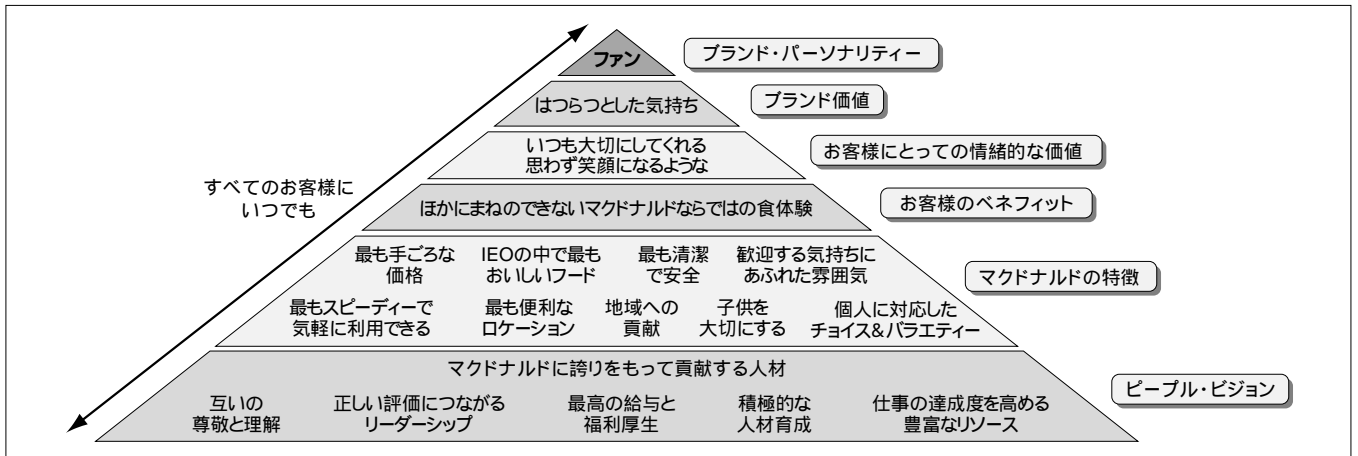 ファン
ブランド・パーソナリティー
はつらつとした気持ち
ブランド価値
いつも大切にしてくれる
思わず笑顔になるような
お客様にとっての情緒的な価値
すべてのお客様に
いつでも
ほかにまねのできないマクドナルドならではの食体験
お客様のベネフィット
最も手ごろな
価格
IEOの中で最も
おいしいフード
最も清潔
で安全
歓迎する気持ちに
あふれた雰囲気
マクドナルドの特徴
最もスピーディーで
気軽に利用できる
最も便利な
ロケーション
地域への
貢献
子供を
大切にする
個人に対応した
チョイス&バラエティー
マクドナルドに誇りをもって貢献する人材
ピープル・ビジョン
互いの
尊敬と理解
正しい評価につながる
リーダーシップ
最高の給与と
福利厚生
積極的な
人材育成
仕事の達成度を高める
豊富なリソース